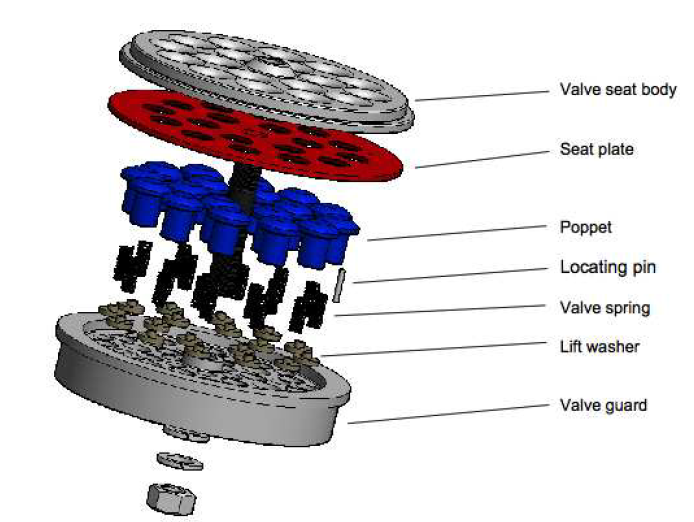 Valve seat body
Seat plate
Poppet
Locating pin
Valve spring
Lift washer
Valve guard